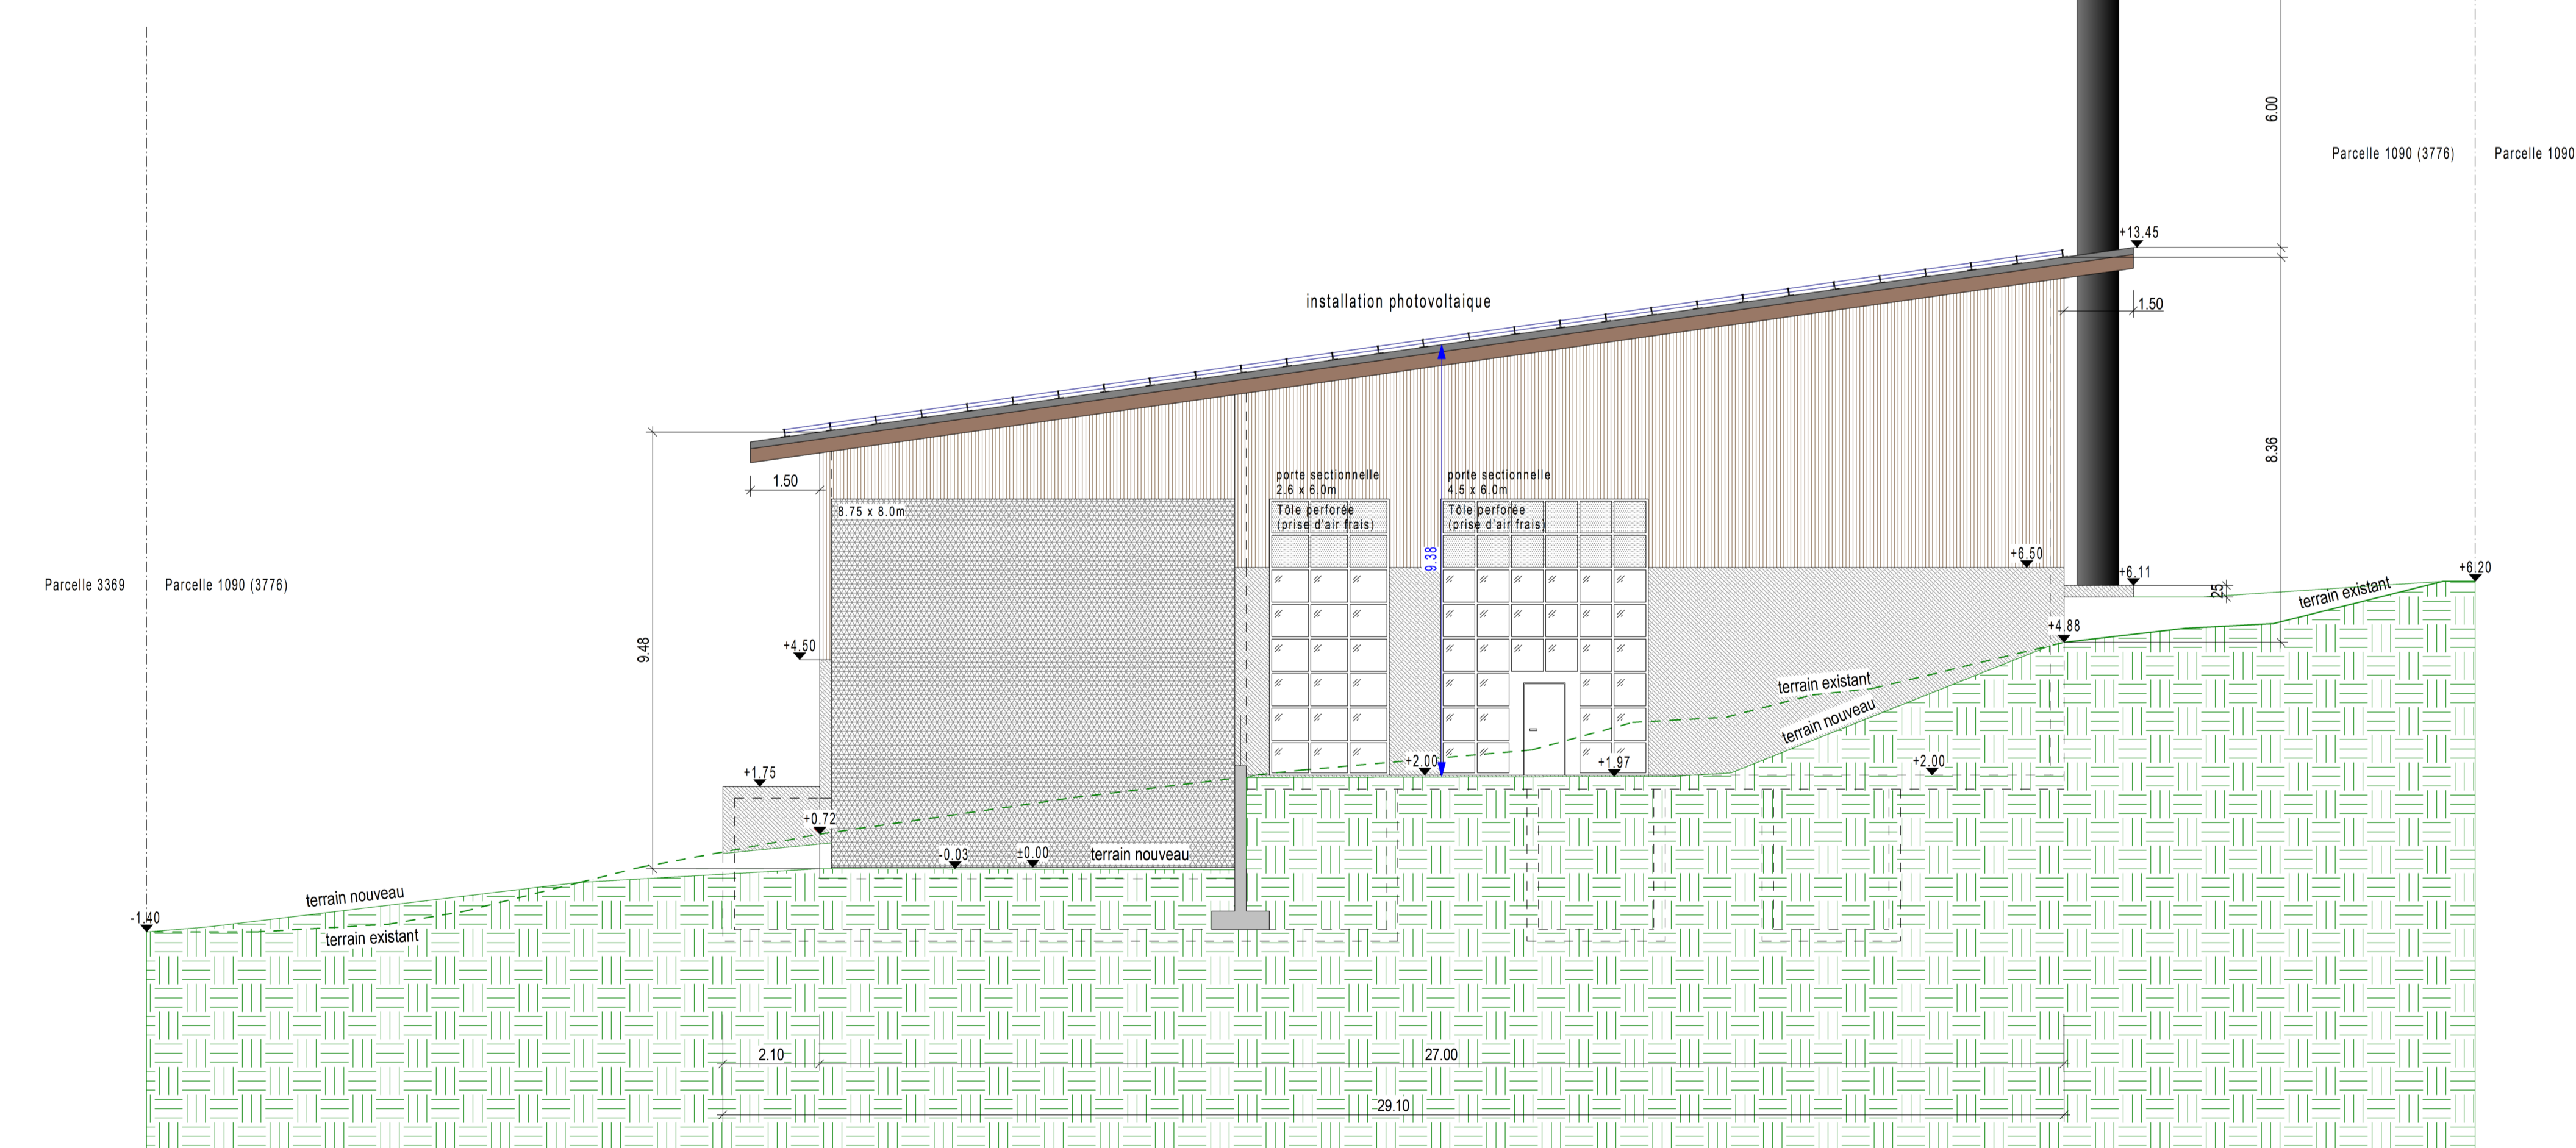 6.00
Parcelle 1090 (3776)
Parcelle 1090
+13.45
installation photovoltaique
1.50
8.36
porte sectionnelle
2.6 x 6.0m
porte sectionnelle
4.5 x 6.0m
1.50
8.75 x 8.0m
Tôle perforée
(prise d'air frais)
Tôle perforée
(prise d'air frais)
9.38
+6.50
+6.11
+6.20
25
terrain existant
Parcelle 3369
Parcelle 1090 (3776)
+4.88
9.48
+4.50
terrain existant
terrain nouveau
+2.00
+1.97
+2.00
+1.75
+0.72
-0.03
±0.00
terrain nouveau
terrain nouveau
-1.40
terrain existant
2.10
27.00
29.10